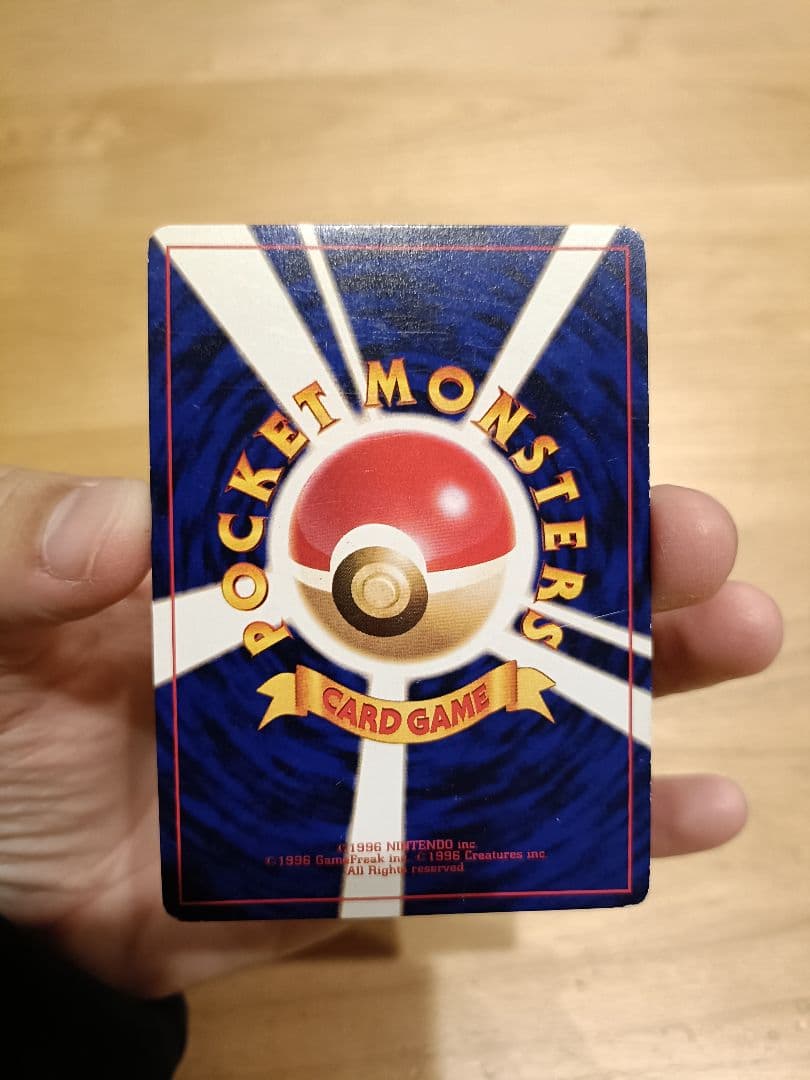 POCKET MONSTERS
CARD GAME
©1996 NINTENDO inc.
©1996 GameFreak inc. ©1996 Creatures inc.
All Rights reserved